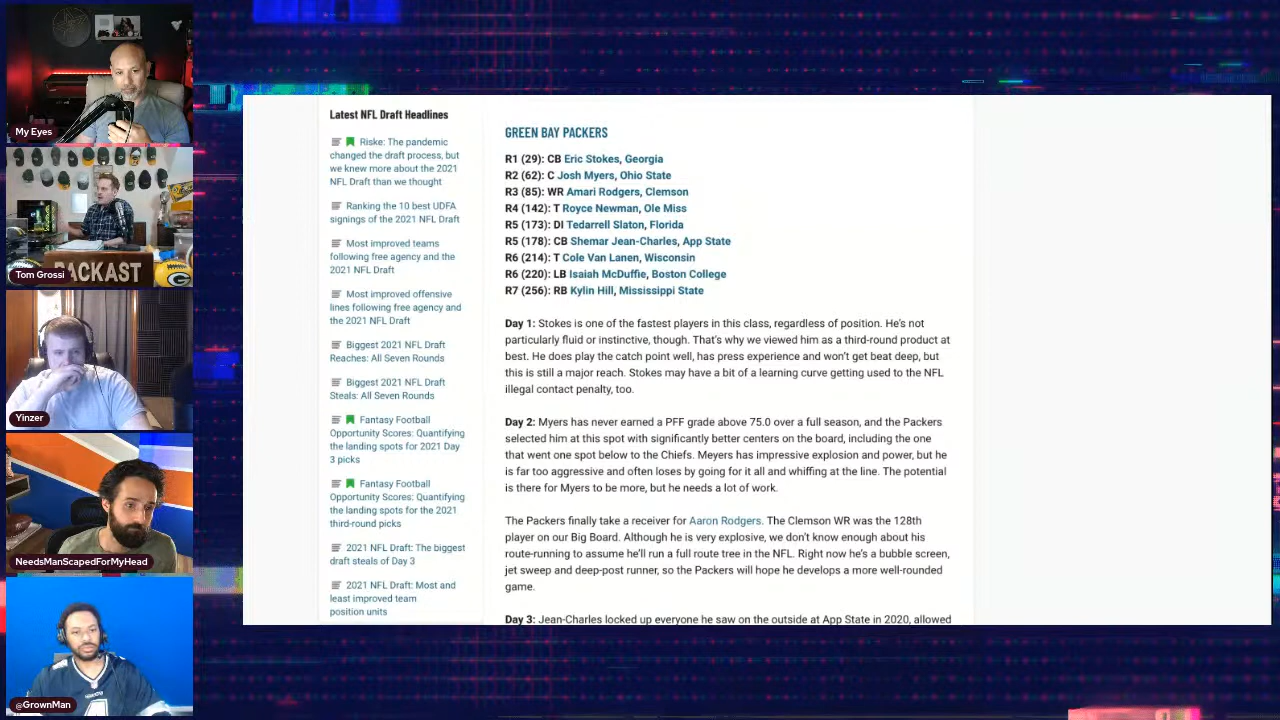 My Eyes
Tom Grossi
PACKAST
G
Yinzer
NeedsManScapedForMyHead
@GrownMan
Latest NFL Draft Headlines
Riske: The pandemic
changed the draft process, but
we knew more about the 2021
NFL Draft than we thought
Ranking the 10 best UDFA
signings of the 2021 NFL Draft
Most improved teams
following free agency and the
2021 NFL Draft
Most improved offensive
lines following free agency and
the 2021 NFL Draft
Biggest 2021 NFL Draft
Reaches: All Seven Rounds
Biggest 2021 NFL Draft
Steals: All Seven Rounds
Fantasy Football
Opportunity Scores: Quantifying
the landing spots for 2021 Day
3 picks
Fantasy Football
Opportunity Scores: Quantifying
the landing spots for the 2021
third-round picks
2021 NFL Draft: The biggest
draft steals of Day 3
2021 NFL Draft: Most and
least improved team
position units
GREEN BAY PACKERS
R1 (29): CB Eric Stokes, Georgia
R2 (62): C Josh Myers, Ohio State
R3 (85): WR Amari Rodgers, Clemson
R4 (142): T Royce Newman, Ole Miss
R5 (173): DI Tedarrell Slaton, Florida
R5 (178): CB Shemar Jean-Charles, App State
R6 (214): T Cole Van Lanen, Wisconsin
R6 (220): LB Isaiah McDuffie, Boston College
R7 (256): RB Kylin Hill, Mississippi State
Day 1: Stokes is one of the fastest players in this class, regardless of position. He's not
particularly fluid or instinctive, though. That's why we viewed him as a third-round product at
best. He does play the catch point well, has press experience and won't get beat deep, but
this is still a major reach. Stokes may have a bit of a learning curve getting used to the NFL
illegal contact penalty, too.
Day 2: Myers has never earned a PFF grade above 75.0 over a full season, and the Packers
selected him at this spot with significantly better centers on the board, including the one
that went one spot below to the Chiefs. Meyers has impressive explosion and power, but he
is far too aggressive and often loses by going for it all and whiffing at the line. The potential
is there for Myers to be more, but he needs a lot of work.
The Packers finally take a receiver for Aaron Rodgers. The Clemson WR was the 128th
player on our Big Board. Although he is very explosive, we don't know enough about his
route-running to assume he'll run a full route tree in the NFL. Right now he's a bubble screen,
jet sweep and deep-post runner, so the Packers will hope he develops a more well-rounded
game.
Day 3: Jean-Charles locked up everyone he saw on the outside at App State in 2020, allowed